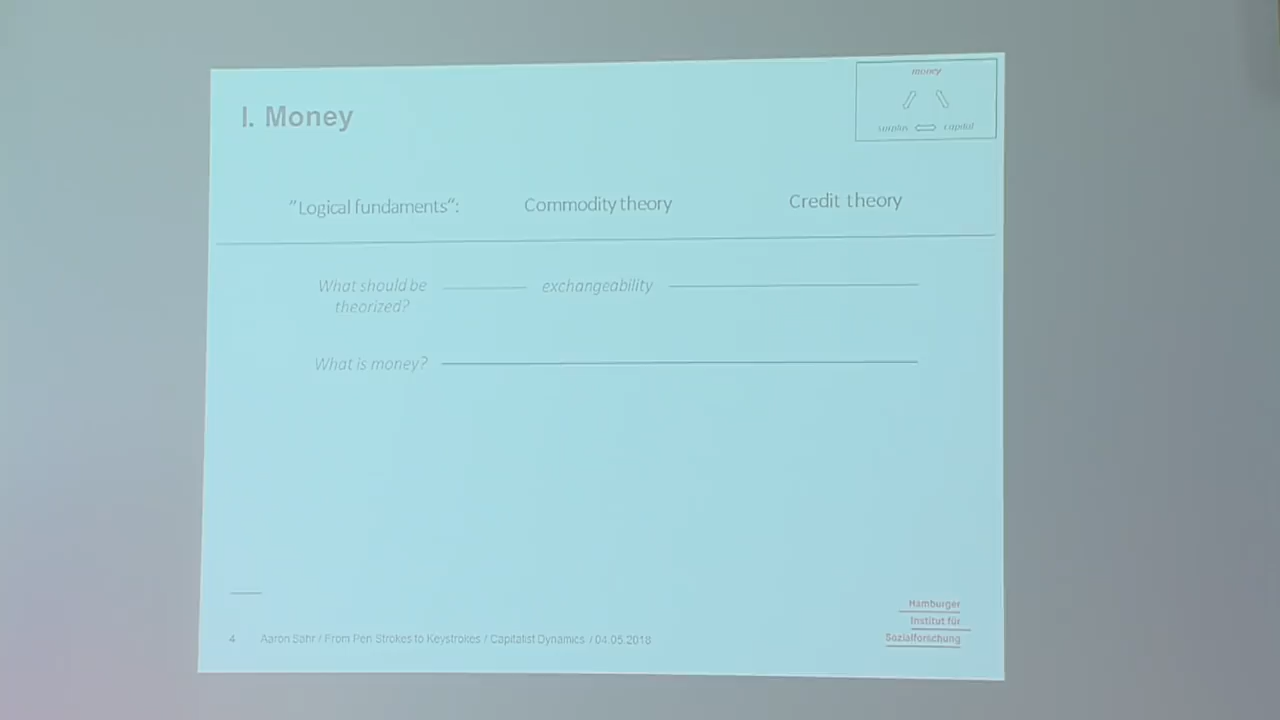 money
surplus capital
I. Money
"Logical fundaments“: Commodity theory Credit theory
What should be theorized? exchangeability
What is money?
4 Aaron Sahr / From Pen Strokes to Keystrokes / Capitalist Dynamics / 04.05.2018
Hamburger
Institut für
Sozialforschung